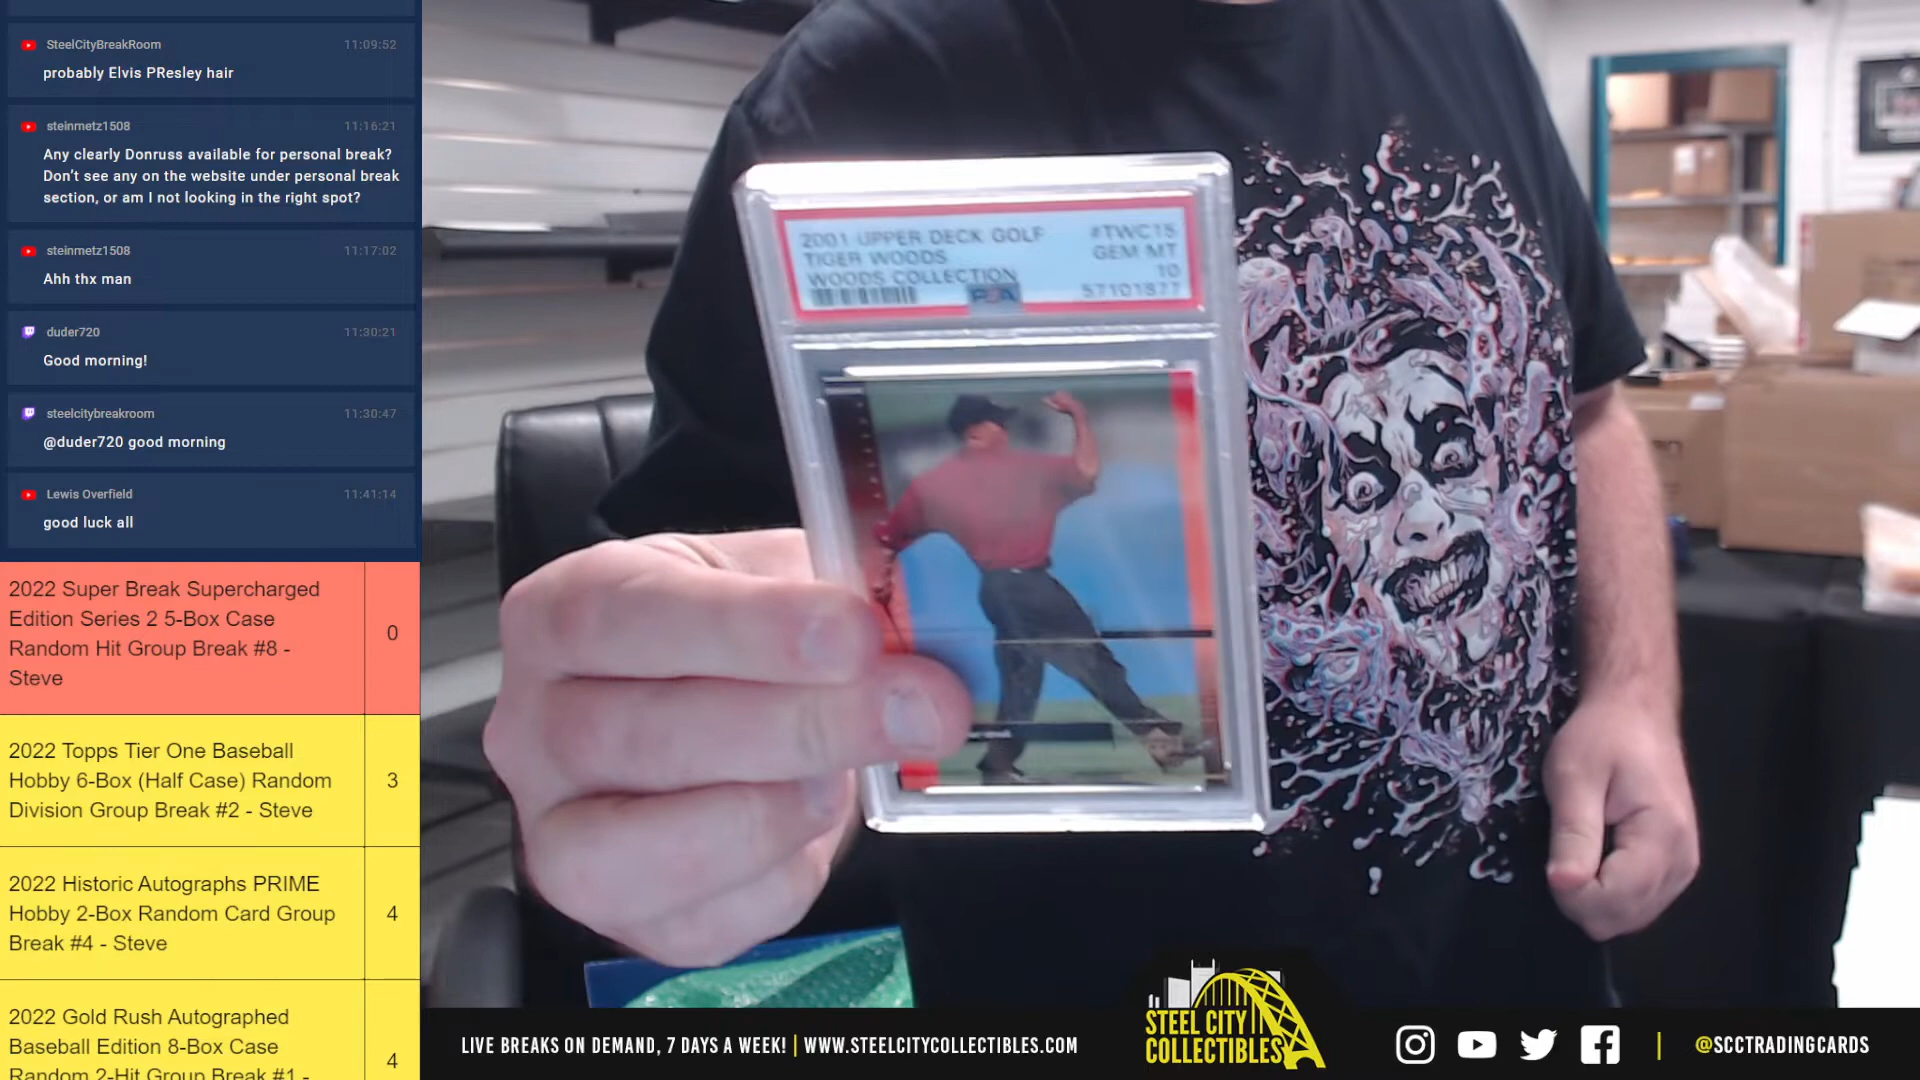 SteelCityBreakRoom 11:09:52
probably Elvis PResley hair
steinmetz1508 11:16:21
Any clearly Donruss available for personal break?
Don't see any on the website under personal break
section, or am I not looking in the right spot?
steinmetz1508 11:17:02
Ahh thx man
duder720 11:30:21
Good morning!
steelcitybreakroom 11:30:47
@duder720 good morning
Lewis Overfield 11:41:14
good luck all
2022 Super Break Supercharged
Edition Series 2 5-Box Case
Random Hit Group Break #8 -
Steve
0
2022 Topps Tier One Baseball
Hobby 6-Box (Half Case) Random
Division Group Break #2 - Steve
3
2022 Historic Autographs PRIME
Hobby 2-Box Random Card Group
Break #4 - Steve
4
2022 Gold Rush Autographed
Baseball Edition 8-Box Case
Random 2-Hit Group Break #1 -
4
2001 UPPER DECK GOLF #TWC15
TIGER WOODS GEM MT
WOODS COLLECTION 10
PSA 57101877
LIVE BREAKS ON DEMAND, 7 DAYS A WEEK! | WWW.STEELCITYCOLLECTIBLES.COM
STEEL CITY
COLLECTIBLES
@SCCTRADINGCARDS